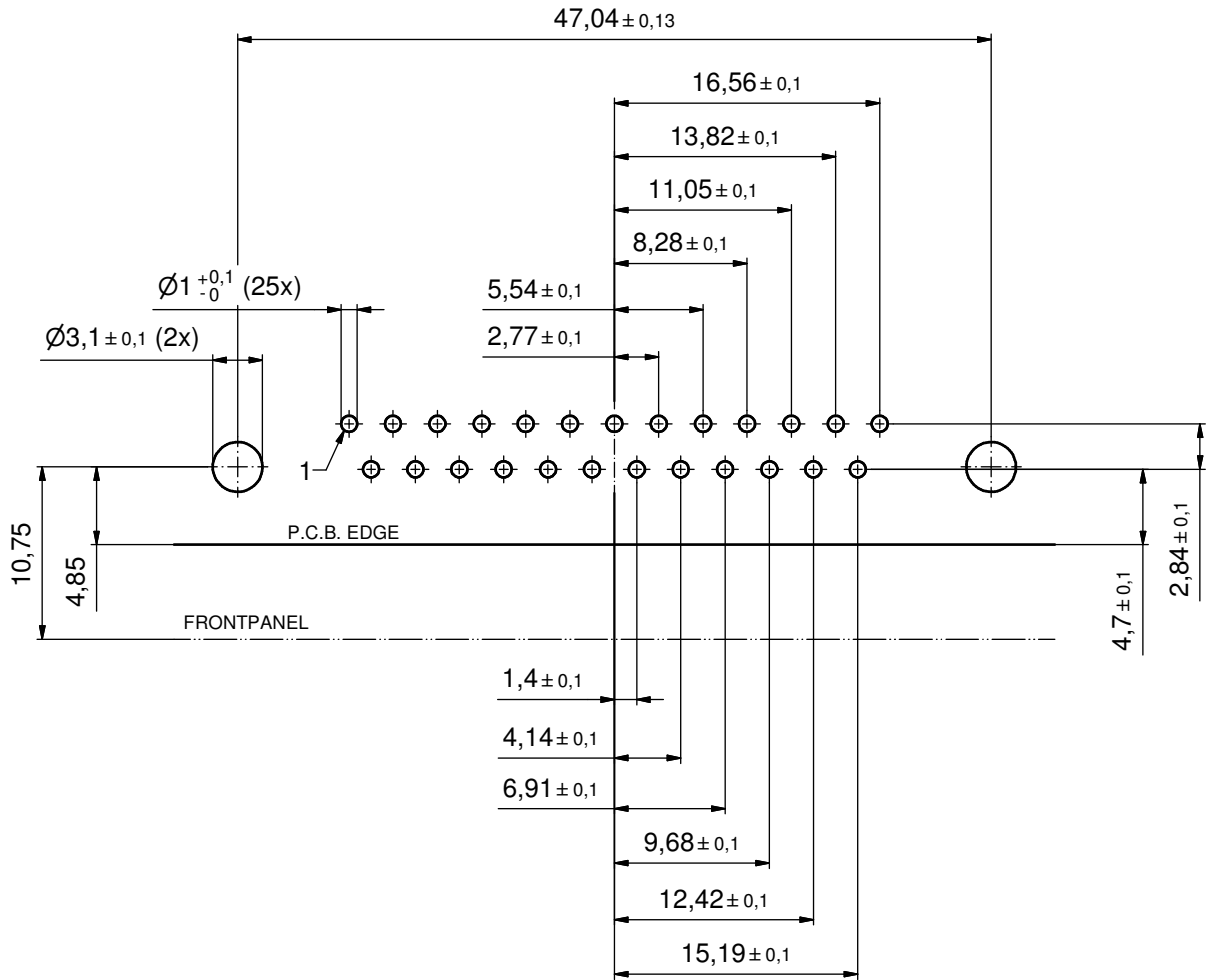 47,04 ± 0,13
16,56 ± 0,1
13,82 ± 0,1
11,05 ± 0,1
8,28 ± 0,1
Ø1 +0,1 -0 (25x)
5,54 ± 0,1
Ø3,1 ± 0,1 (2x)
2,77 ± 0,1
1
P.C.B. EDGE
10,75
4,85
2,84 ± 0,1
4,7 ± 0,1
FRONTPANEL
1,4 ± 0,1
4,14 ± 0,1
6,91 ± 0,1
9,68 ± 0,1
12,42 ± 0,1
15,19 ± 0,1